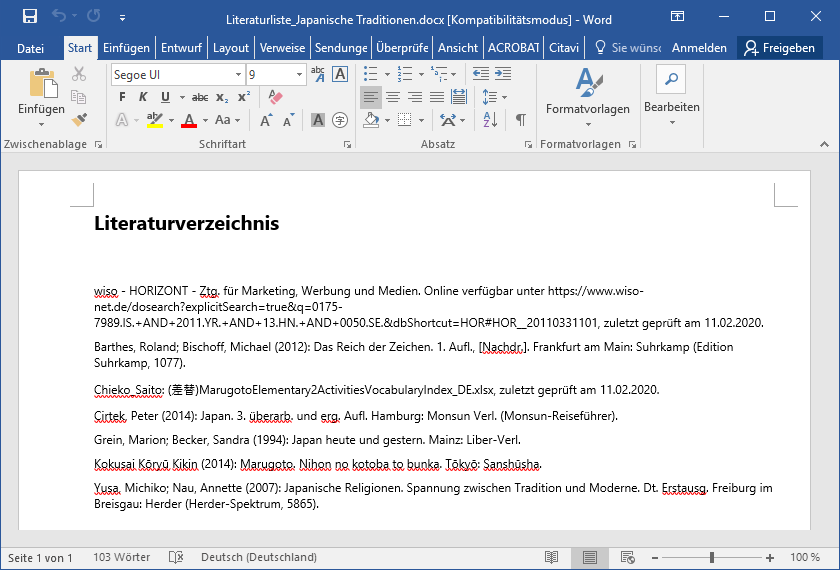 Literaturliste_Japanische Traditionen.docx [Kompatibilitätsmodus] - Word
Datei Start Einfügen Entwurf Layout Verweise Sendunge Überprüfe Ansicht ACROBAT Citavi Sie wüns Anmelden Freigeben
Segoe UI 9
Einfügen
F K U abc x₂ x²
A ab A Aa A A A 字
Formatvorlagen Bearbeiten
Zwischenablage Schriftart Absatz Formatvorlagen
Literaturverzeichnis
wiso - HORIZONT - Ztg. für Marketing, Werbung und Medien. Online verfügbar unter https://www.wiso-
net.de/dosearch?explicitSearch=true&q=0175-
7989.IS.+AND+2011.YR.+AND+13.HN.+AND+0050.SE.&dbShortcut=HOR#HOR__20110331101, zuletzt geprüft am 11.02.2020.
Barthes, Roland; Bischoff, Michael (2012): Das Reich der Zeichen. 1. Aufl., [Nachdr.]. Frankfurt am Main: Suhrkamp (Edition
Suhrkamp, 1077).
Chieko_Saito: (差替)MarugotoElementary2ActivitiesVocabularyIndex_DE.xlsx, zuletzt geprüft am 11.02.2020.
Cirtek, Peter (2014): Japan. 3. überarb. und erg. Aufl. Hamburg: Monsun Verl. (Monsun-Reiseführer).
Grein, Marion; Becker, Sandra (1994): Japan heute und gestern. Mainz: Liber-Verl.
Kokusai Kōryū Kikin (2014): Marugoto. Nihon no kotoba to bunka. Tōkyō: Sanshūsha.
Yusa, Michiko; Nau, Annette (2007): Japanische Religionen. Spannung zwischen Tradition und Moderne. Dt. Erstausg. Freiburg im
Breisgau: Herder (Herder-Spektrum, 5865).
Seite 1 von 1 103 Wörter Deutsch (Deutschland) 100 %